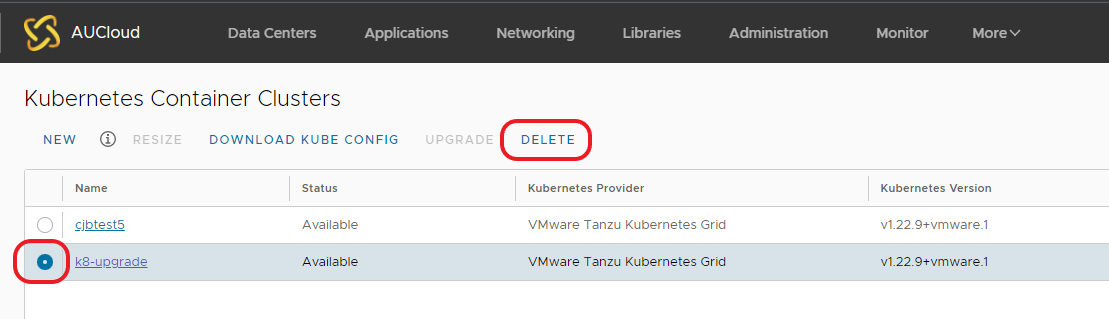 AUCloud Data Centers Applications Networking Libraries Administration Monitor More
Kubernetes Container Clusters
NEW RESIZE DOWNLOAD KUBE CONFIG UPGRADE DELETE
Name Status Kubernetes Provider Kubernetes Version
cjbtest5 Available VMware Tanzu Kubernetes Grid v1.22.9+vmware.1
k8-upgrade Available VMware Tanzu Kubernetes Grid v1.22.9+vmware.1